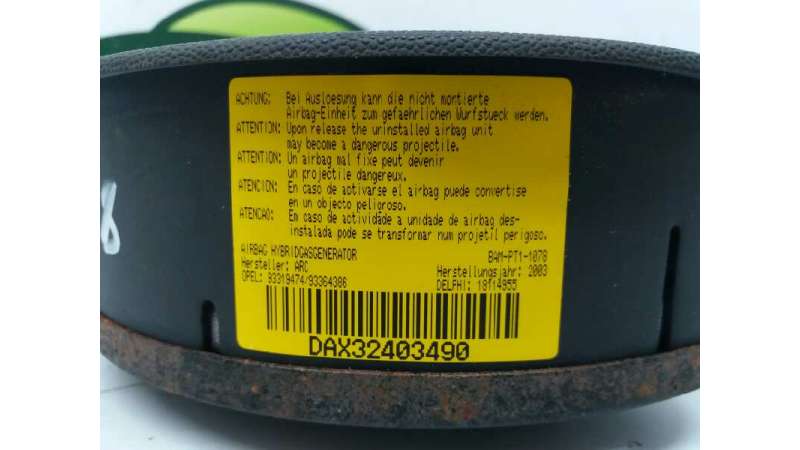 ACHTUNG: Bei Ausloesung kann die nicht montierte
Airbag-Einheit zum gefaehrlichen Wurfstueck werden.
ATTENTION: Upon release the uninstalled airbag unit
may become a dangerous projectile.
ATTENTION: Un airbag mal fixe peut devenir
un projectile dangereux.
ATENCION: En caso de activarse el airbag puede convertise
en un objecto peligroso.
ATENCAO: Em caso de actividade a unidade de airbag des-
instalada pode se transformar num projetil perigoso.
AIRBAG HYBRIDGASGENERATOR BAM-PT1-1078
Hersteller: ARC Herstellungsjahr: 2003
OPEL: 93319474/93364386 DELPHI: 18114955
DAX32403490
8